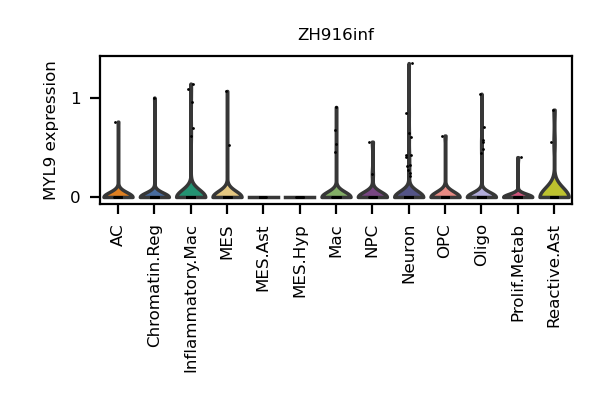 ZH916inf
MYL9 expression
1
0
AC
Chromatin.Reg
Inflammatory.Mac
MES
MES.Ast
MES.Hyp
Mac
NPC
Neuron
OPC
Oligo
Prolif.Metab
Reactive.Ast